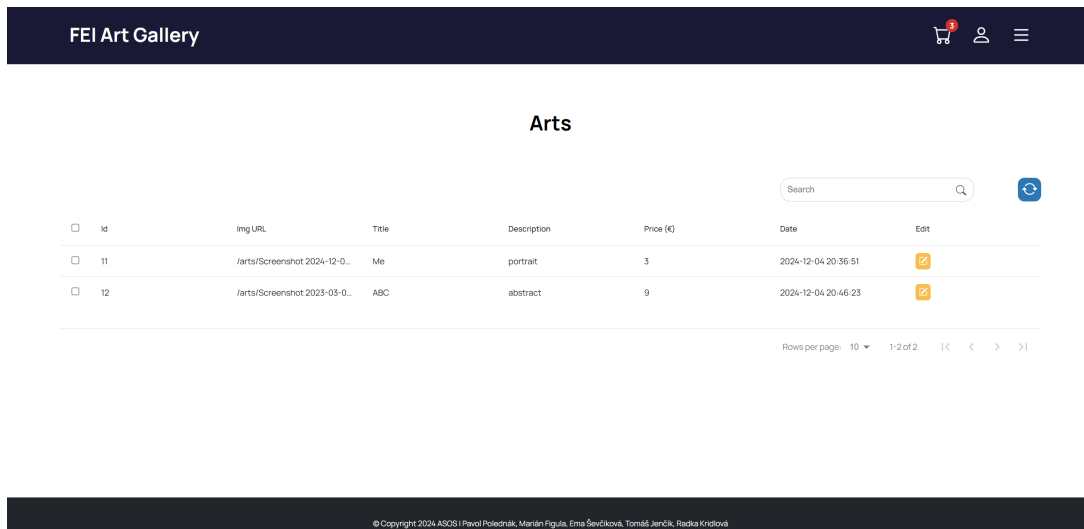 FEI Art Gallery
3
Arts
Search
Id Img URL Title Description Price (€) Date Edit
11 /arts/Screenshot 2024-12-0... Me portrait 3 2024-12-04 20:36:51
12 /arts/Screenshot 2023-03-0... ABC abstract 9 2024-12-04 20:46:23
Rows per page: 10 1-2 of 2
© Copyright 2024 ASOS | Pavol Polednák, Marián Figula, Ema Ševčíková, Tomáš Jenčík, Radka Kridlová